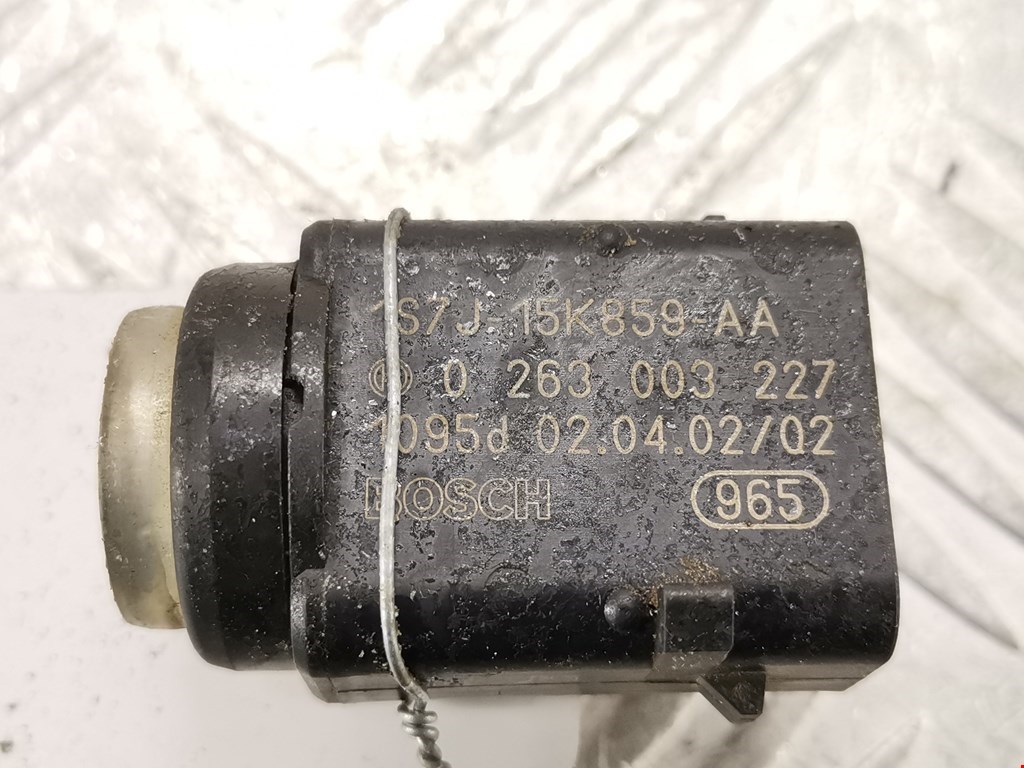 1S7J-15K859-AA
0 263 003 227
1095d 02.04.02/02
BOSCH 965